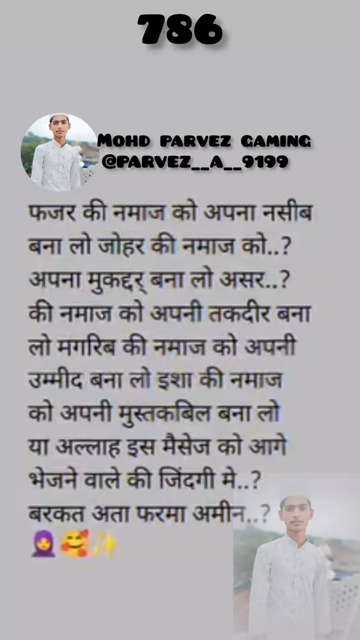 786
MOHD PARVEZ GAMING
@PARVEZ__A__9199
फजर की नमाज को अपना नसीब
बना लो जोहर की नमाज को..?
अपना मुकद्दर् बना लो असर..?
की नमाज को अपनी तकदीर बना
लो मगरिब की नमाज को अपनी
उम्मीद बना लो इशा की नमाज
को अपनी मुस्तकबिल बना लो
या अल्लाह इस मैसेज को आगे
भेजने वाले की जिंदगी मे..?
बरकत अता फरमा अमीन..?
🧕🥰✨